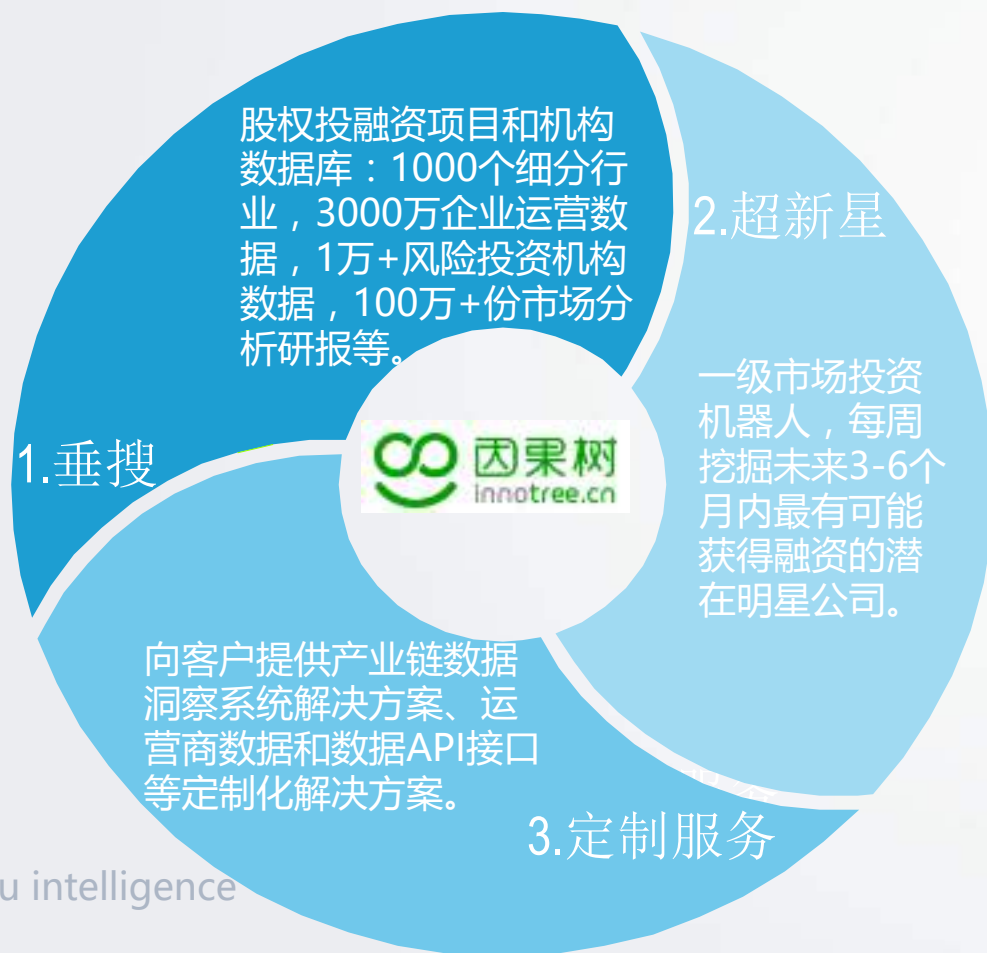 股权投融资项目和机构
数据库：1000个细分行
业，3000万企业运营数
据，1万+风险投资机构
数据，100万+份市场分
析研报等。
1.垂搜
2.超新星
一级市场投资
机器人，每周
挖掘未来3-6个
月内最有可能
获得融资的潜
在明星公司。
因果树
innotree.cn
向客户提供产业链数据
洞察系统解决方案、运
营商数据和数据API接口
等定制化解决方案。
3.定制服务
u intelligence